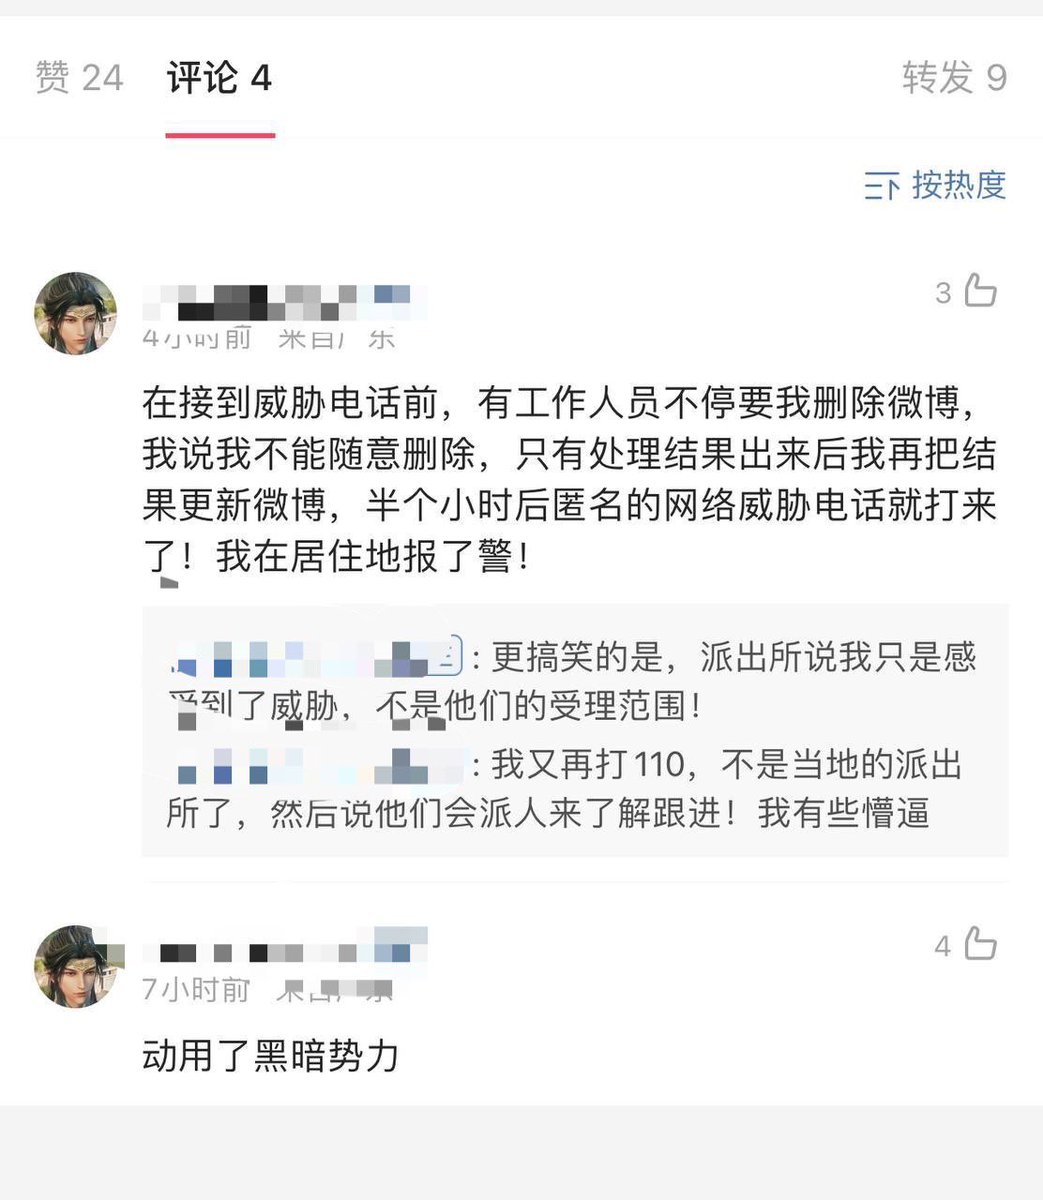 赞 24
评论 4
转发 9
按热度
3
4小时前 来自广东
在接到威胁电话前，有工作人员不停要我删除微博，
我说我不能随意删除，只有处理结果出来后我再把结
果更新微博，半个小时后匿名的网络威胁电话就打来
了！我在居住地报了警！
：更搞笑的是，派出所说我只是感
受到了威胁，不是他们的受理范围！
：我又再打110，不是当地的派出
所了，然后说他们会派人来了解跟进！我有些懵逼
4
7小时前 来自广东
动用了黑暗势力